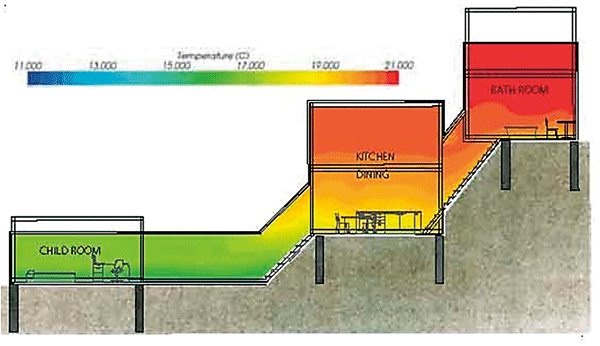 Temperature (C)
11.000 13.000 15.000 17.000 19.000 21.000
BATH ROOM
KITCHEN
DINING
CHILD ROOM